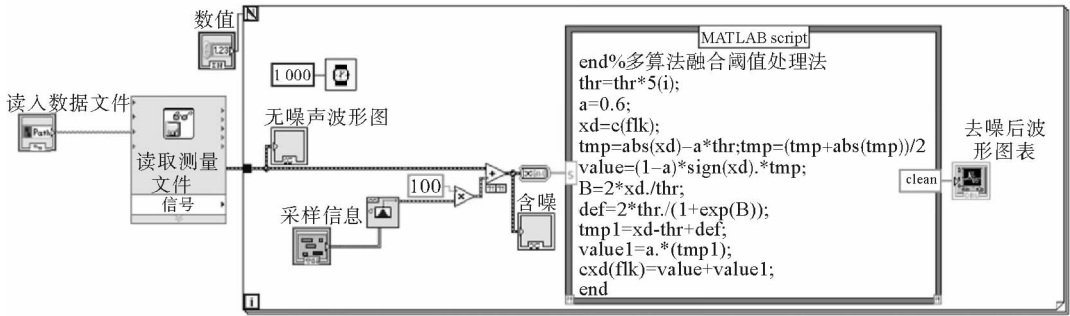 数值
N
1.23
MATLAB script
end%多算法融合阈值处理法
thr=thr*5(i);
a=0.6;
xd=c(flk);
tmp=abs(xd)−a*thr;tmp=(tmp+abs(tmp))/2
value=(1−a)*sign(xd).*tmp;
B=2*xd./thr;
def=2*thr./(1+exp(B));
tmp1=xd-thr+def;
value1=a.*(tmp1);
cxd(flk)=value+value1;
end
1 000
读入数据文件
Path
读取测量
文件
信号
无噪声波形图
100
采样信息
含噪
S
clean
去噪后波
形图表
i